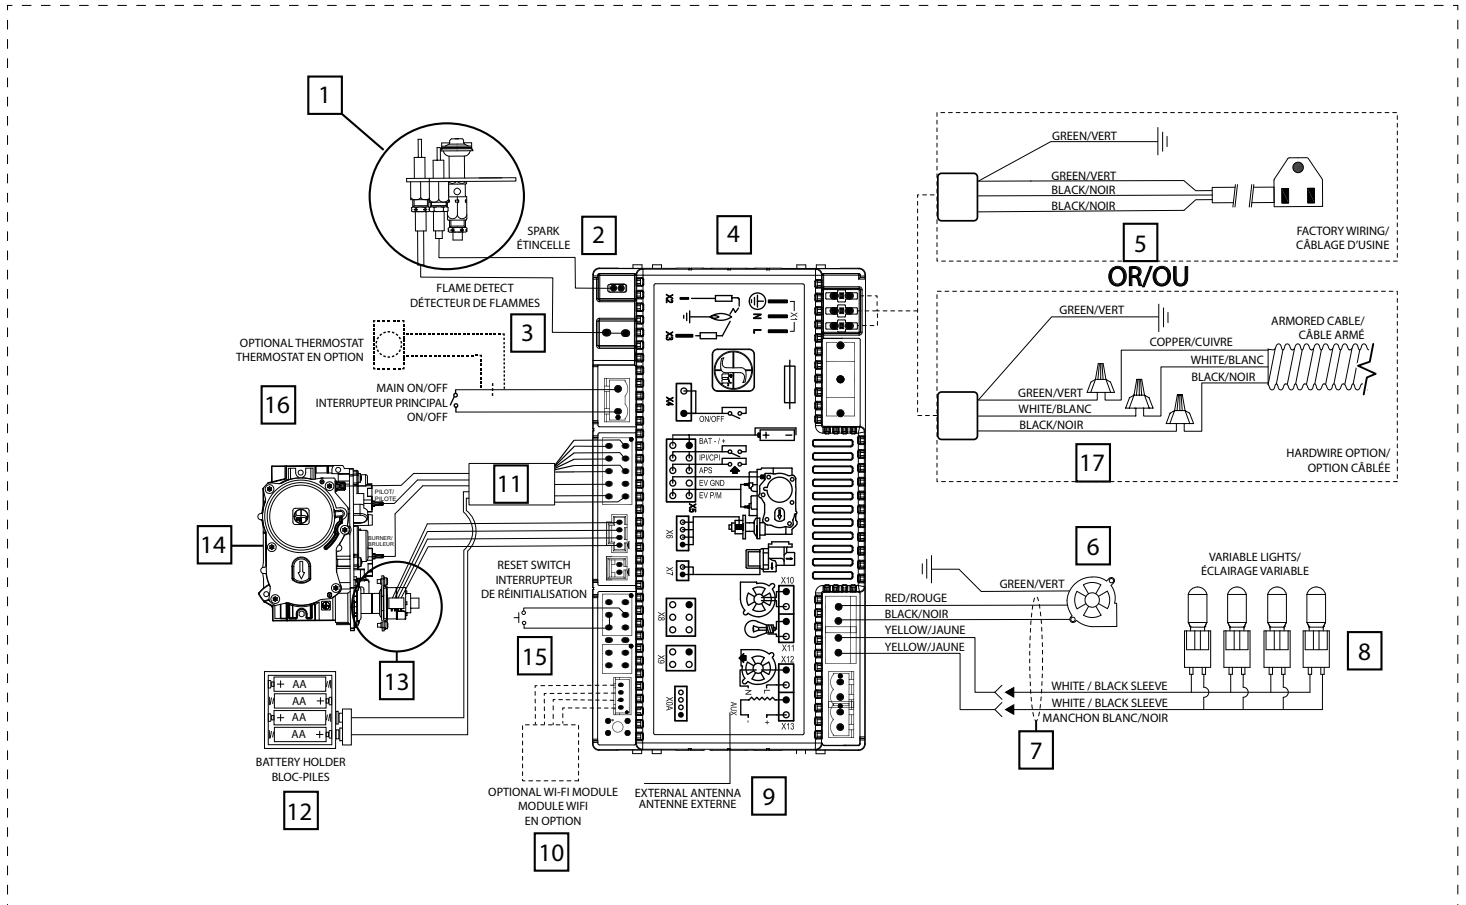 1
SPARK
ÉTINCELLE
2
4
FLAME DETECT
DÉTECTEUR DE FLAMMES
3
OPTIONAL THERMOSTAT
THERMOSTAT EN OPTION
16
MAIN ON/OFF
INTERRUPTEUR PRINCIPAL
ON/OFF
X2
X3
N
L
X1
X4
ON/OFF
+ -
BAT - / +
IPI/CPI
APS
EV GND
EV P/M
X5
X6
X7
X10
X11
X8
X12
X9
N
L
AUX
- +
X13
GREEN/VERT
GREEN/VERT
BLACK/NOIR
BLACK/NOIR
5
FACTORY WIRING/
CÂBLAGE D'USINE
OR/OU
GREEN/VERT
ARMORED CABLE/
CÂBLE ARMÉ
COPPER/CUIVRE
WHITE/BLANC
BLACK/NOIR
GREEN/VERT
WHITE/BLANC
BLACK/NOIR
17
HARDWIRE OPTION/
OPTION CÂBLÉE
11
PILOT/
PILOTE
BURNER/
BRULEUR
14
13
RESET SWITCH
INTERRUPTEUR
DE RÉINITIALISATION
15
+ AA
AA +
+ AA
AA +
BATTERY HOLDER
BLOC-PILES
12
OPTIONAL WI-FI MODULE
MODULE WIFI
EN OPTION
10
EXTERNAL ANTENNA
ANTENNE EXTERNE
9
6
GREEN/VERT
RED/ROUGE
BLACK/NOIR
YELLOW/JAUNE
YELLOW/JAUNE
VARIABLE LIGHTS/
ÉCLAIRAGE VARIABLE
8
WHITE / BLACK SLEEVE
WHITE / BLACK SLEEVE
MANCHON BLANC/NOIR
7